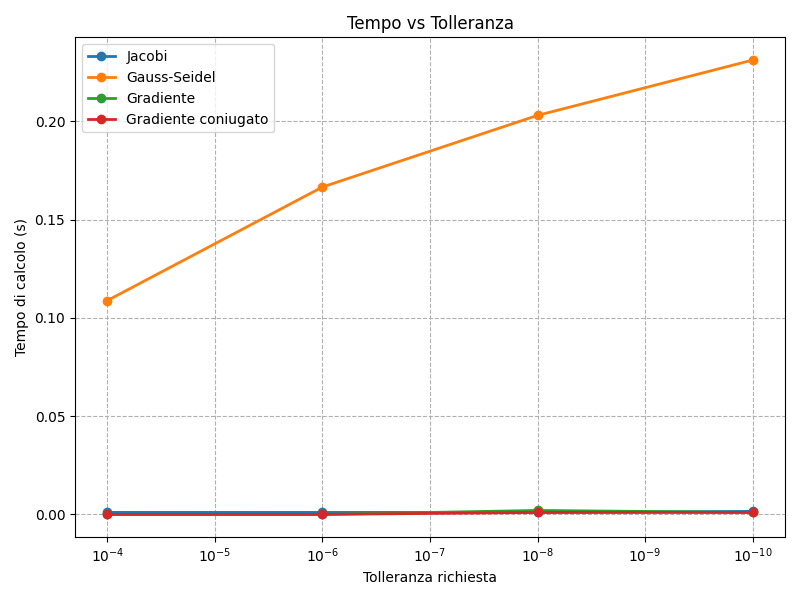 Tempo vs Tolleranza
Jacobi
Gauss-Seidel
Gradiente
Gradiente coniugato
Tempo di calcolo (s)
0.20
0.15
0.10
0.05
0.00
10⁻⁴ 10⁻⁵ 10⁻⁶ 10⁻⁷ 10⁻⁸ 10⁻⁹ 10⁻¹⁰
Tolleranza richiesta